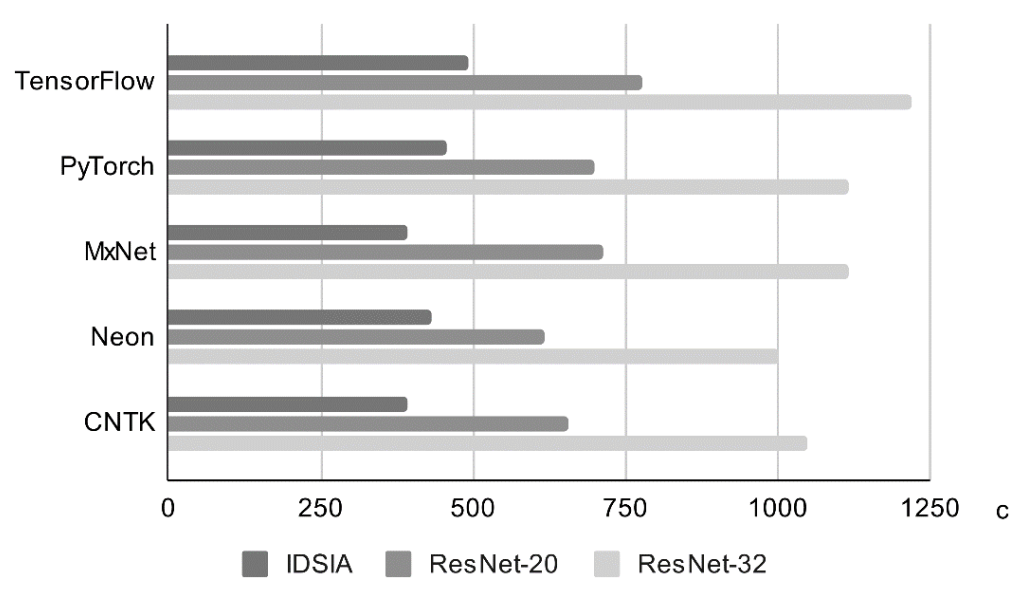 TensorFlow
PyTorch
MxNet
Neon
CNTK
0 250 500 750 1000 1250 c
IDSIA ResNet-20 ResNet-32